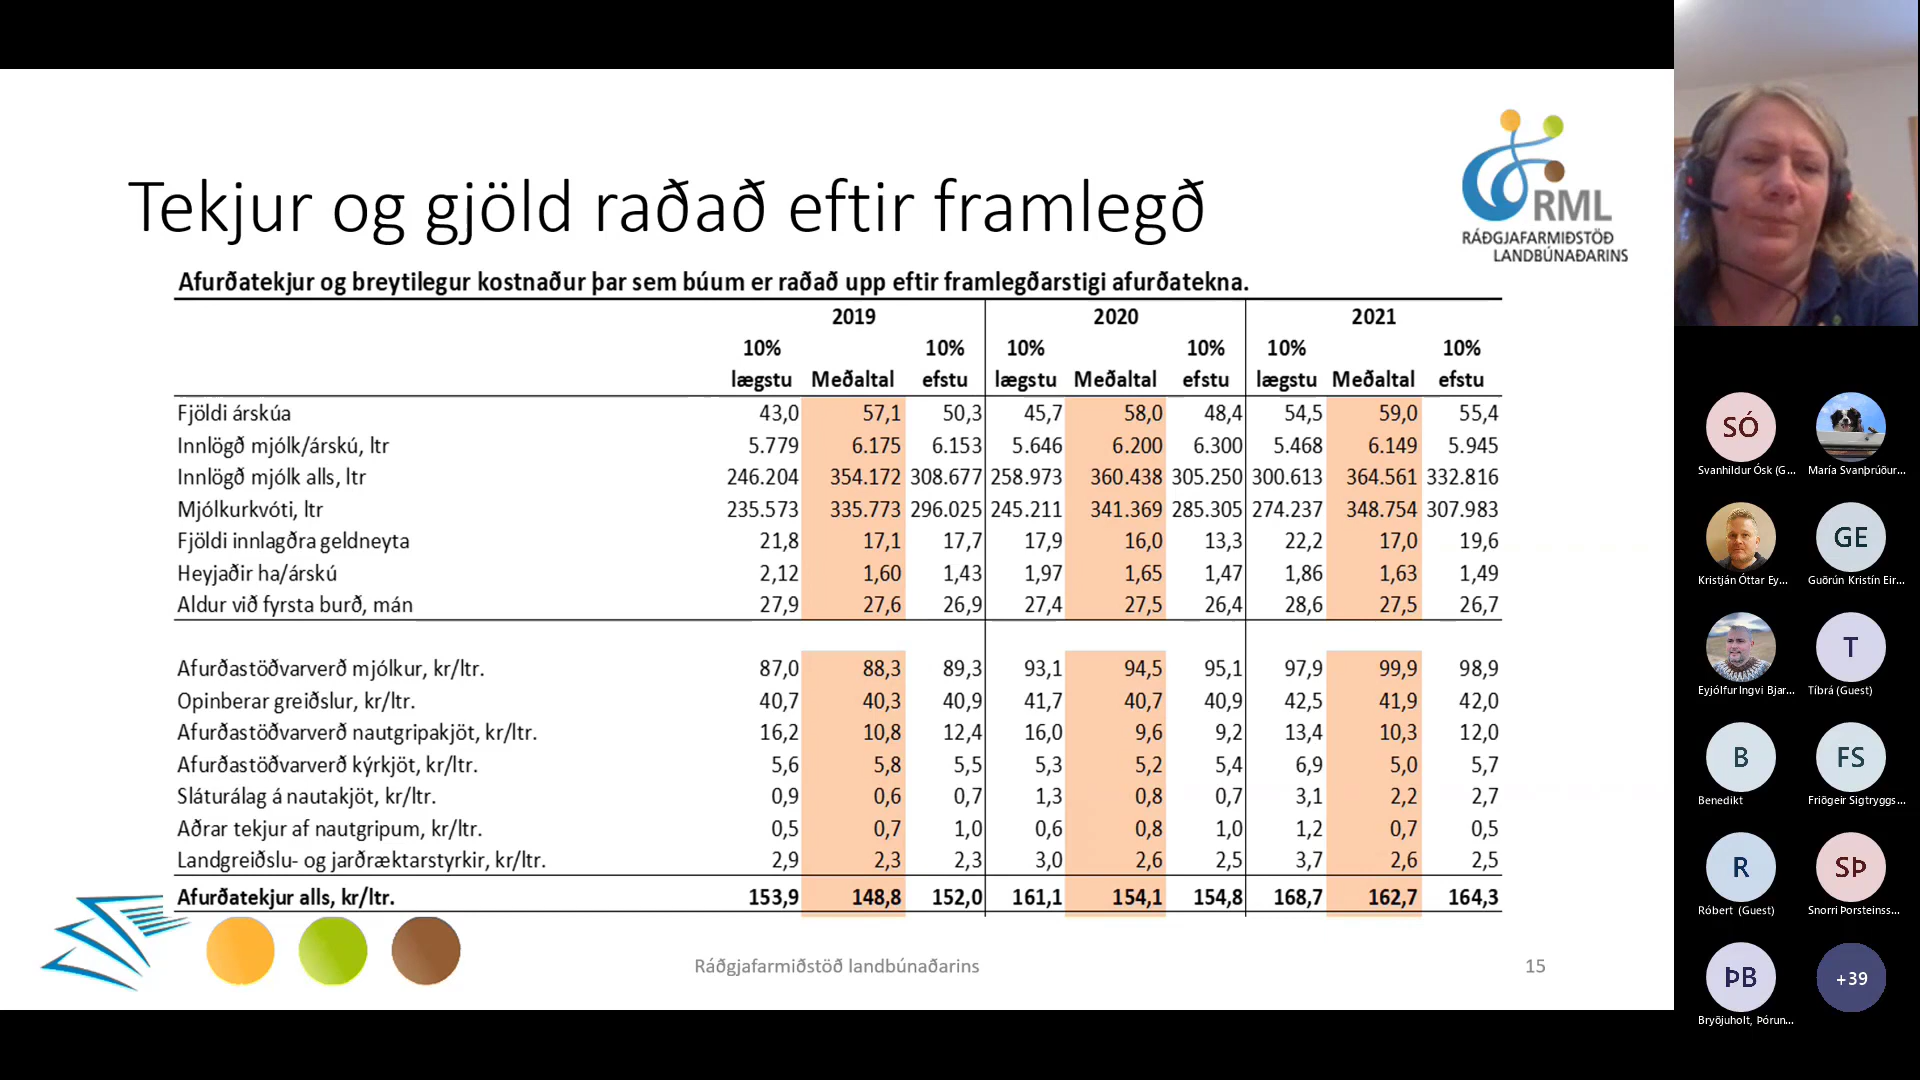 RML
RÁÐGJAFARMIÐSTÖÐ
LANDBÚNAÐARINS
Tekjur og gjöld raðað eftir framlegð
Afurðatekjur og breytilegur kostnaður þar sem búum er raðað upp eftir framlegðarstigi afurðatekna.
2019 2020 2021
10% 10% 10% 10% 10% 10%
lægstu Meðaltal efstu lægstu Meðaltal efstu lægstu Meðaltal efstu
Fjöldi árskúa 43,0 57,1 50,3 45,7 58,0 48,4 54,5 59,0 55,4
Innlögð mjólk/árskú, ltr 5.779 6.175 6.153 5.646 6.200 6.300 5.468 6.149 5.945
Innlögð mjólk alls, ltr 246.204 354.172 308.677 258.973 360.438 305.250 300.613 364.561 332.816
Mjólkurkvóti, ltr 235.573 335.773 296.025 245.211 341.369 285.305 274.237 348.754 307.983
Fjöldi innlagðra geldneyta 21,8 17,1 17,7 17,9 16,0 13,3 22,2 17,0 19,6
Heyjaðir ha/árskú 2,12 1,60 1,43 1,97 1,65 1,47 1,86 1,63 1,49
Aldur við fyrsta burð, mán 27,9 27,6 26,9 27,4 27,5 26,4 28,6 27,5 26,7
Afurðastöðvarverð mjólkur, kr/ltr. 87,0 88,3 89,3 93,1 94,5 95,1 97,9 99,9 98,9
Opinberar greiðslur, kr/ltr. 40,7 40,3 40,9 41,7 40,7 40,9 42,5 41,9 42,0
Afurðastöðvarverð nautgripakjöt, kr/ltr. 16,2 10,8 12,4 16,0 9,6 9,2 13,4 10,3 12,0
Afurðastöðvarverð kýrkjöt, kr/ltr. 5,6 5,8 5,5 5,3 5,2 5,4 6,9 5,0 5,7
Sláturálag á nautakjöt, kr/ltr. 0,9 0,6 0,7 1,3 0,8 0,7 3,1 2,2 2,7
Aðrar tekjur af nautgripum, kr/ltr. 0,5 0,7 1,0 0,6 0,8 1,0 1,2 0,7 0,5
Landgreiðslu- og jarðræktarstyrkir, kr/ltr. 2,9 2,3 2,3 3,0 2,6 2,5 3,7 2,6 2,5
Afurðatekjur alls, kr/ltr. 153,9 148,8 152,0 161,1 154,1 154,8 168,7 162,7 164,3
Ráðgjafarmiðstöð landbúnaðarins 15
SÓ
Svanhildur Ósk (G... María Svanþrúður...
GE
Kristján Óttar Ey... Guðrún Kristín Eir...
T
Eyjólfur Ingvi Bjar... Tíbrá (Guest)
B FS
Benedikt Friðgeir Sigtryggs...
R SÞ
Róbert (Guest) Snorri Þorsteinss...
ÞB +39
Bryðjuholt, Þórun...